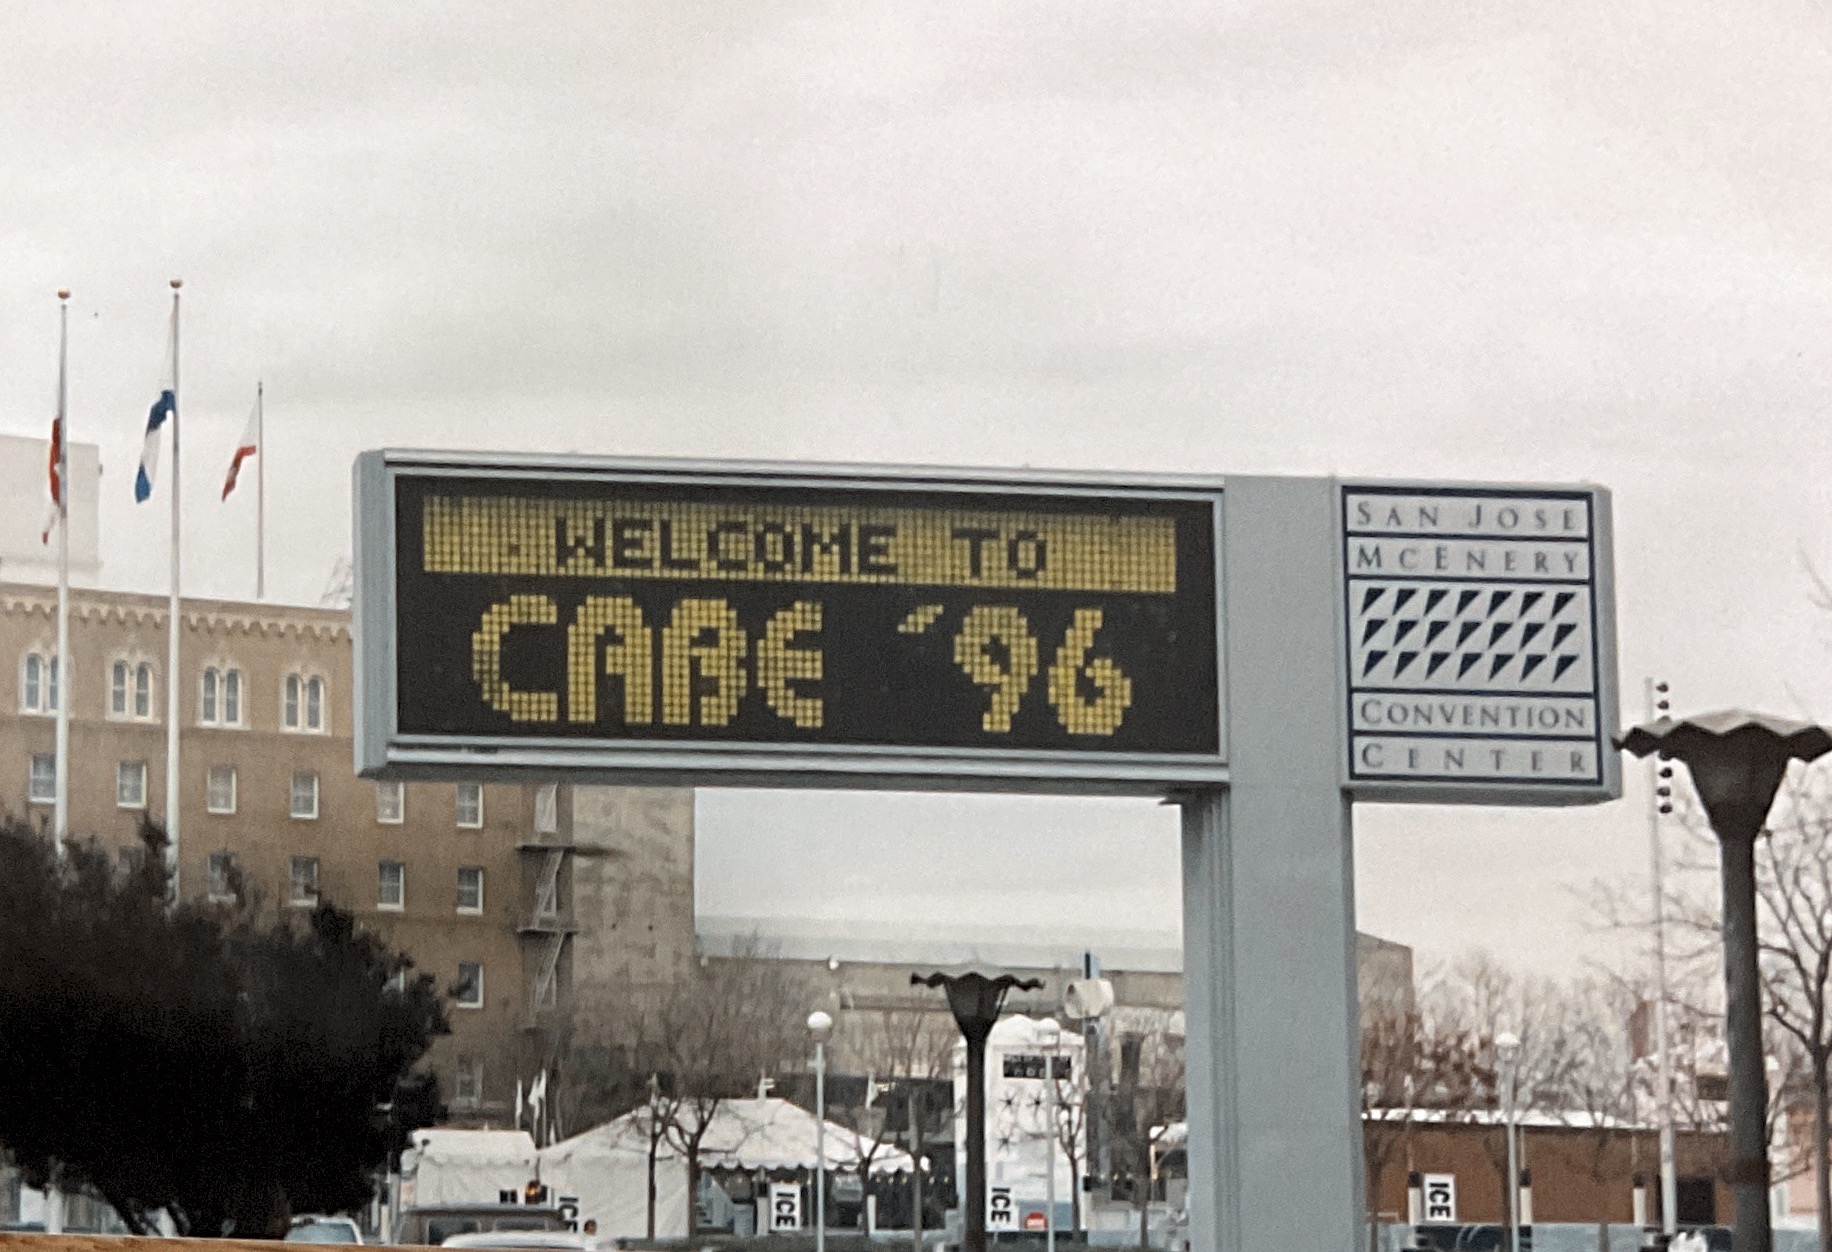 WELCOME TO
CABE '96
SAN JOSE
MCENERY
CONVENTION
CENTER
ICE
ICE
ICE
ICE